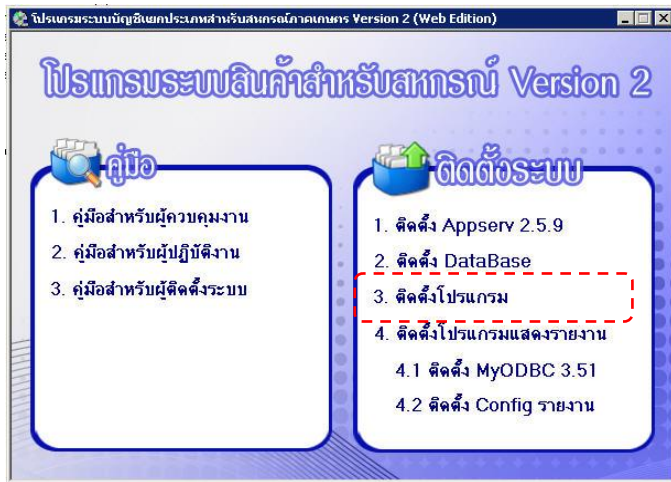 โปรแกรมระบบบัญชีแยกประเภทสำหรับสหกรณ์ภาคเกษตร Version 2 (Web Edition)
โปรแกรมระบบสินค้าสำหรับสหกรณ์ Version 2
คู่มือ
1. คู่มือสำหรับผู้ควบคุมงาน
2. คู่มือสำหรับผู้ปฏิบัติงาน
3. คู่มือสำหรับผู้ติดตั้งระบบ
ติดตั้งระบบ
1. ติดตั้ง Appserv 2.5.9
2. ติดตั้ง DataBase
3. ติดตั้งโปรแกรม
4. ติดตั้งโปรแกรมแสดงรายงาน
4.1 ติดตั้ง MyODBC 3.51
4.2 ติดตั้ง Config รายงาน